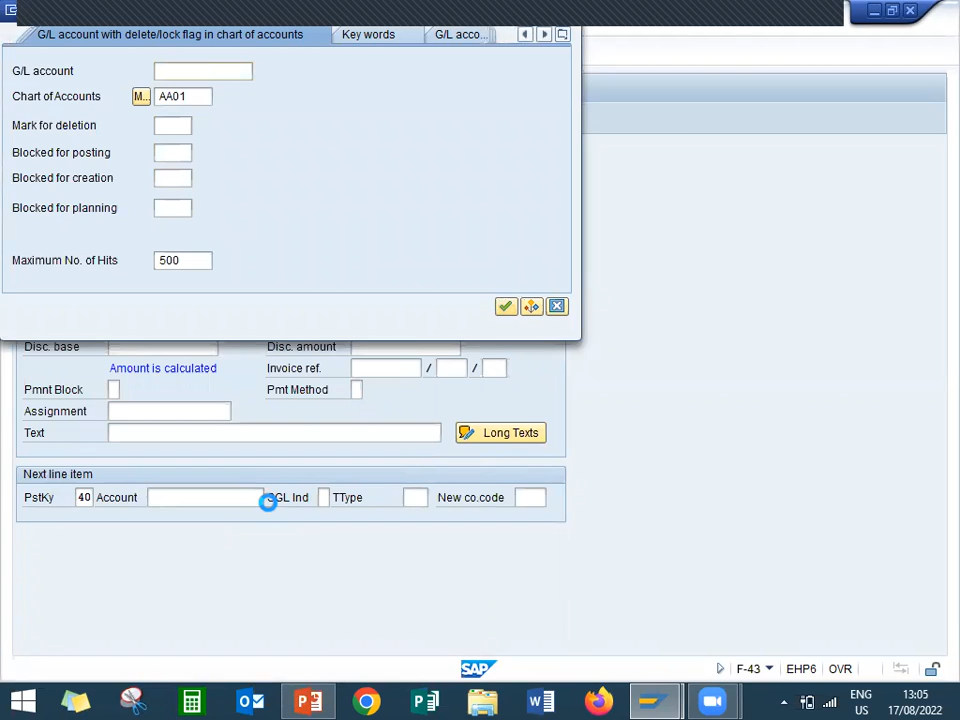 G/L account with delete/lock flag in chart of accounts Key words G/L acco...
G/L account
Chart of Accounts M... AA01
Mark for deletion
Blocked for posting
Blocked for creation
Blocked for planning
Maximum No. of Hits 500
Disc. base Disc. amount
Amount is calculated Invoice ref. / /
Pmnt Block Pmt Method
Assignment
Text Long Texts
Next line item
PstKy 40 Account SGL Ind TType New co.code
SAP F-43 EHP6 OVR
ENG 13:05
US 17/08/2022